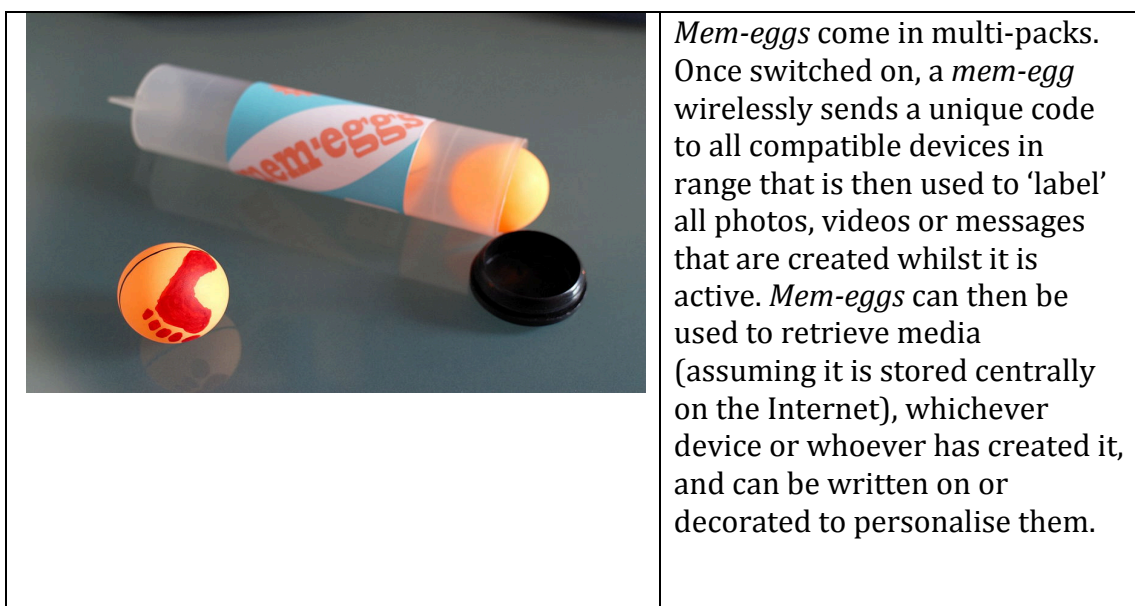 mem·eggs
Mem-eggs come in multi-packs.
Once switched on, a mem-egg
wirelessly sends a unique code
to all compatible devices in
range that is then used to ‘label’
all photos, videos or messages
that are created whilst it is
active. Mem-eggs can then be
used to retrieve media
(assuming it is stored centrally
on the Internet), whichever
device or whoever has created it,
and can be written on or
decorated to personalise them.